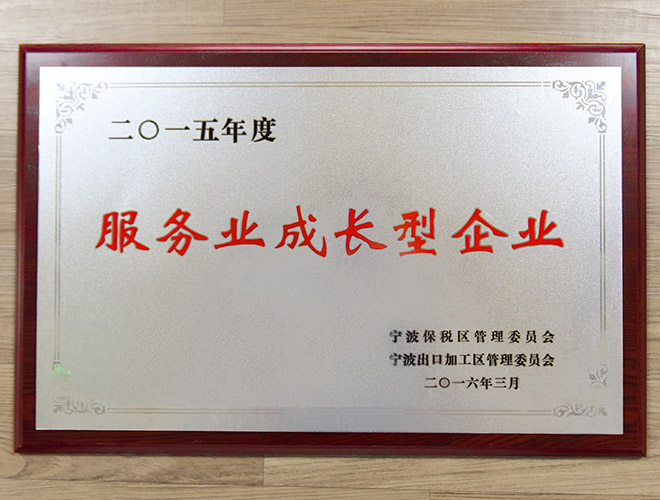 二〇一五年度
服务业成长型企业
宁波保税区管理委员会
宁波出口加工区管理委员会
二〇一六年三月